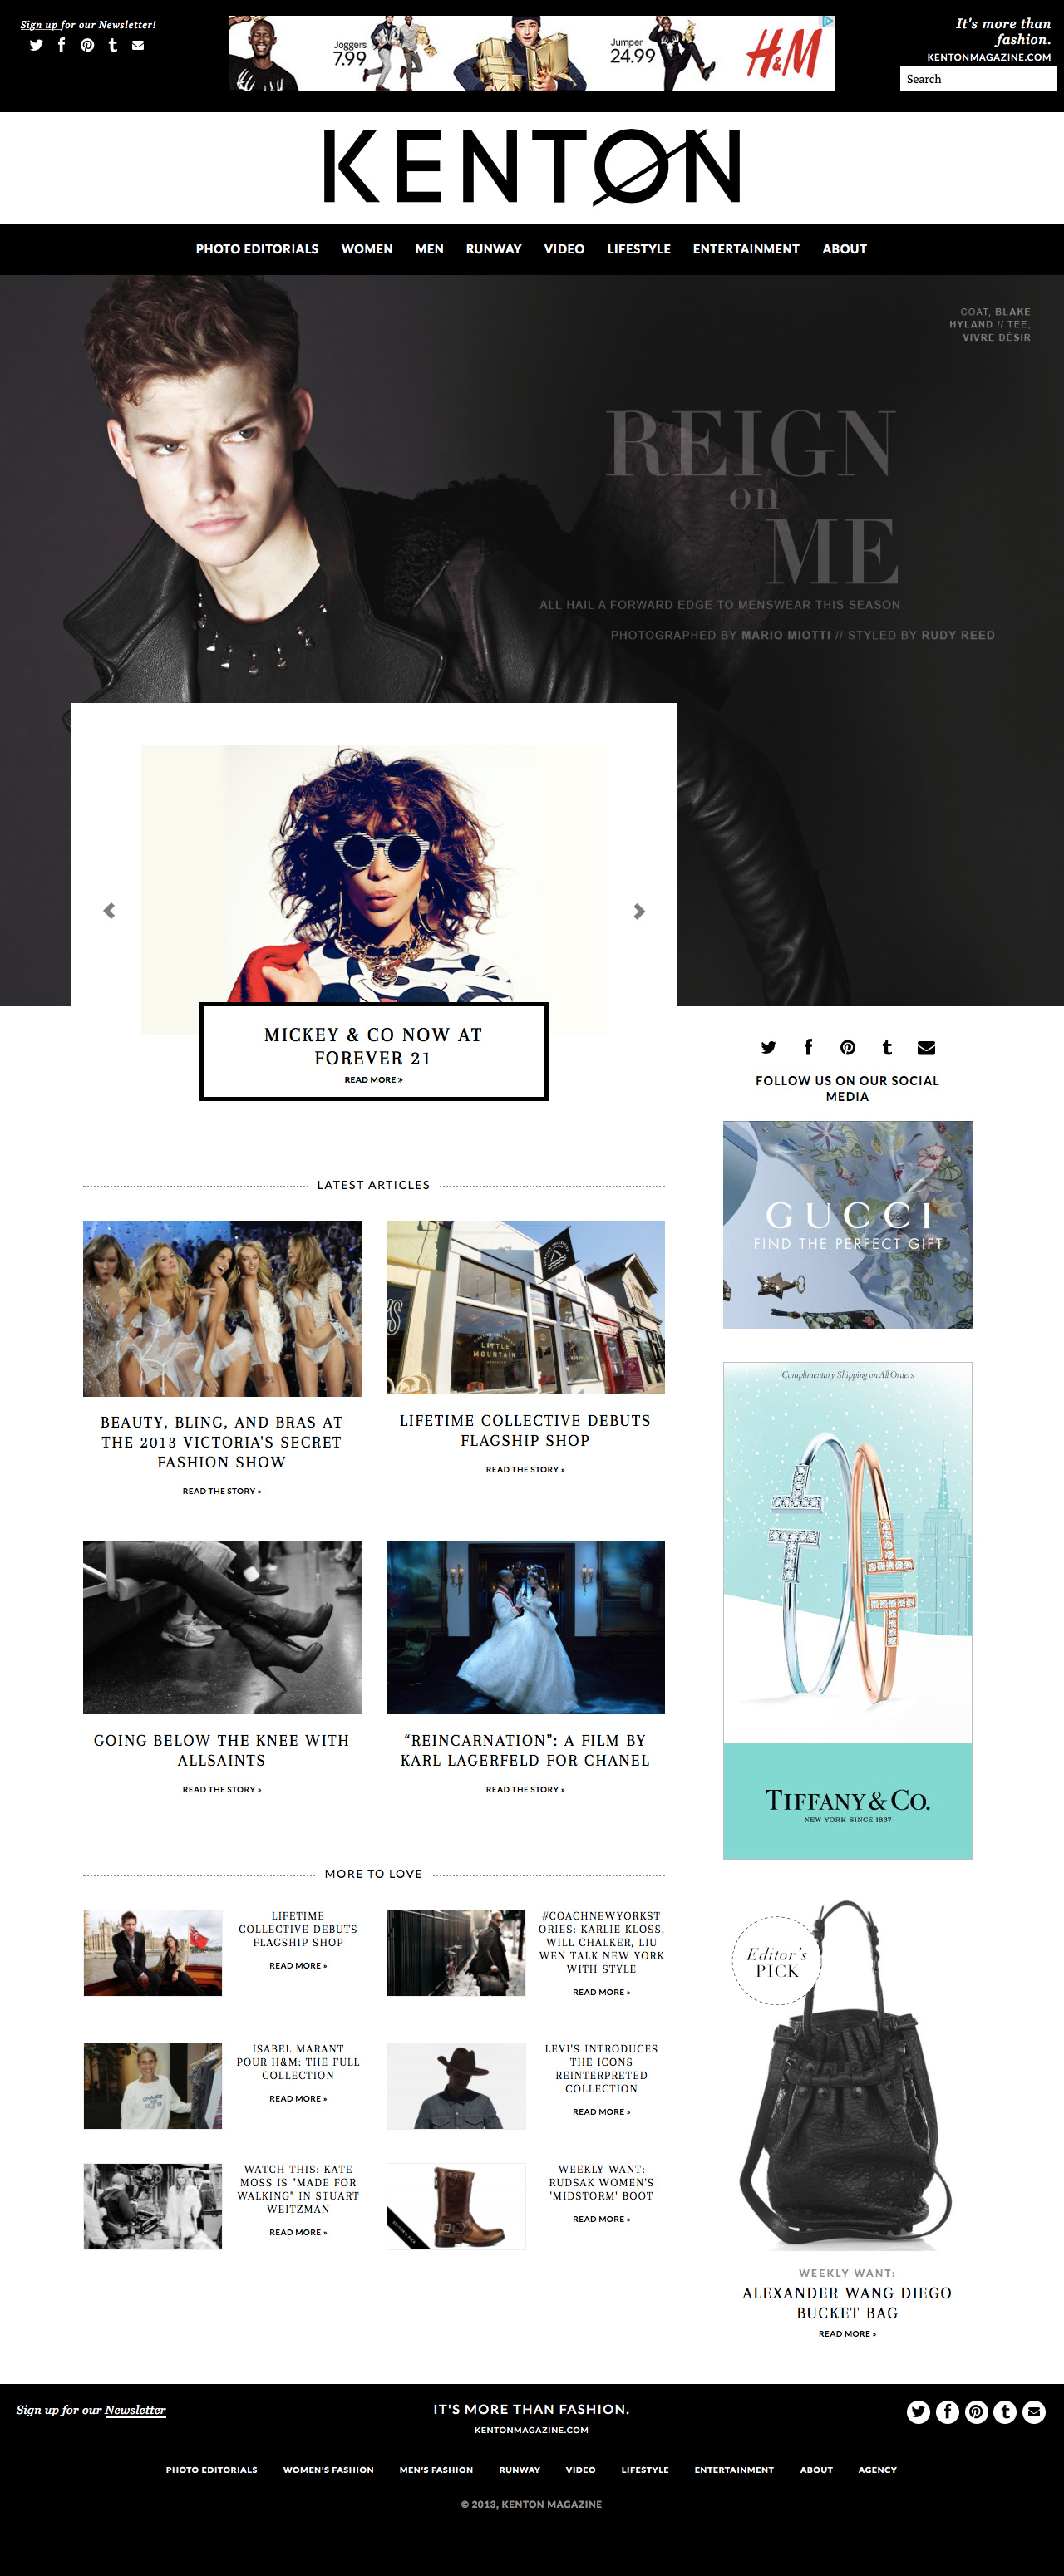 Sign up for our Newsletter!
Joggers
7.99
Jumper
24.99
H&M
It's more than
fashion.
KENTONMAGAZINE.COM
Search
KENTON
PHOTO EDITORIALS WOMEN MEN RUNWAY VIDEO LIFESTYLE ENTERTAINMENT ABOUT
COAT, BLAKE
HYLAND // TEE,
VIVRE DÉSIR
REIGN
on
ME
ALL HAIL A FORWARD EDGE TO MENSWEAR THIS SEASON
PHOTOGRAPHED BY MARIO MIOTTI // STYLED BY RUDY REED
MICKEY & CO NOW AT
FOREVER 21
READ MORE »
FOLLOW US ON OUR SOCIAL
MEDIA
GUCCI
FIND THE PERFECT GIFT
LATEST ARTICLES
LITTLE
MOUNTAIN
BEAUTY, BLING, AND BRAS AT
THE 2013 VICTORIA'S SECRET
FASHION SHOW
READ THE STORY »
LIFETIME COLLECTIVE DEBUTS
FLAGSHIP SHOP
READ THE STORY »
GOING BELOW THE KNEE WITH
ALLSAINTS
READ THE STORY »
“REINCARNATION”: A FILM BY
KARL LAGERFELD FOR CHANEL
READ THE STORY »
Complimentary Shipping on All Orders
TIFFANY & CO.
NEW YORK SINCE 1837
MORE TO LOVE
LIFETIME
COLLECTIVE DEBUTS
FLAGSHIP SHOP
READ MORE »
#COACHNEWYORKST
ORIES: KARLIE KLOSS,
WILL CHALKER, LIU
WEN TALK NEW YORK
WITH STYLE
READ MORE »
ISABEL MARANT
POUR H&M: THE FULL
COLLECTION
READ MORE »
LEVI'S INTRODUCES
THE ICONS
REINTERPRETED
COLLECTION
READ MORE »
WATCH THIS: KATE
MOSS IS "MADE FOR
WALKING" IN STUART
WEITZMAN
READ MORE »
EDITOR'S PICK
WEEKLY WANT:
RUDSAK WOMEN'S
'MIDSTORM' BOOT
READ MORE »
Editor's
PICK
WEEKLY WANT:
ALEXANDER WANG DIEGO
BUCKET BAG
READ MORE »
Sign up for our Newsletter
IT'S MORE THAN FASHION.
KENTONMAGAZINE.COM
PHOTO EDITORIALS WOMEN'S FASHION MEN'S FASHION RUNWAY VIDEO LIFESTYLE ENTERTAINMENT ABOUT AGENCY
© 2013, KENTON MAGAZINE